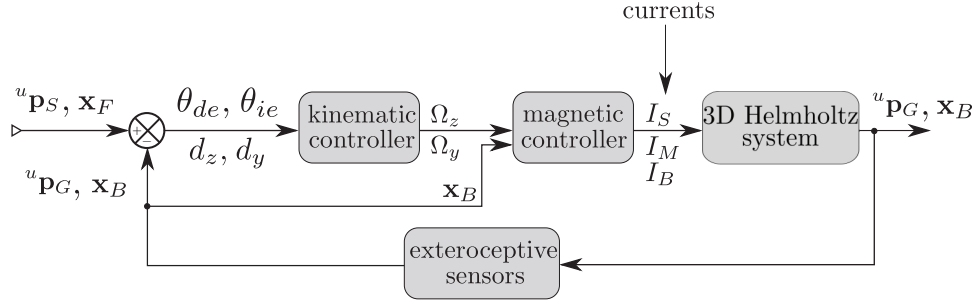 currents
ᵘp_S, x_F
θ_de, θ_ie
d_z, d_y
+
−
kinematic
controller
Ω_z
Ω_y
magnetic
controller
I_S
I_M
I_B
3D Helmholtz
system
ᵘp_G, x_B
ᵘp_G, x_B
x_B
exteroceptive
sensors